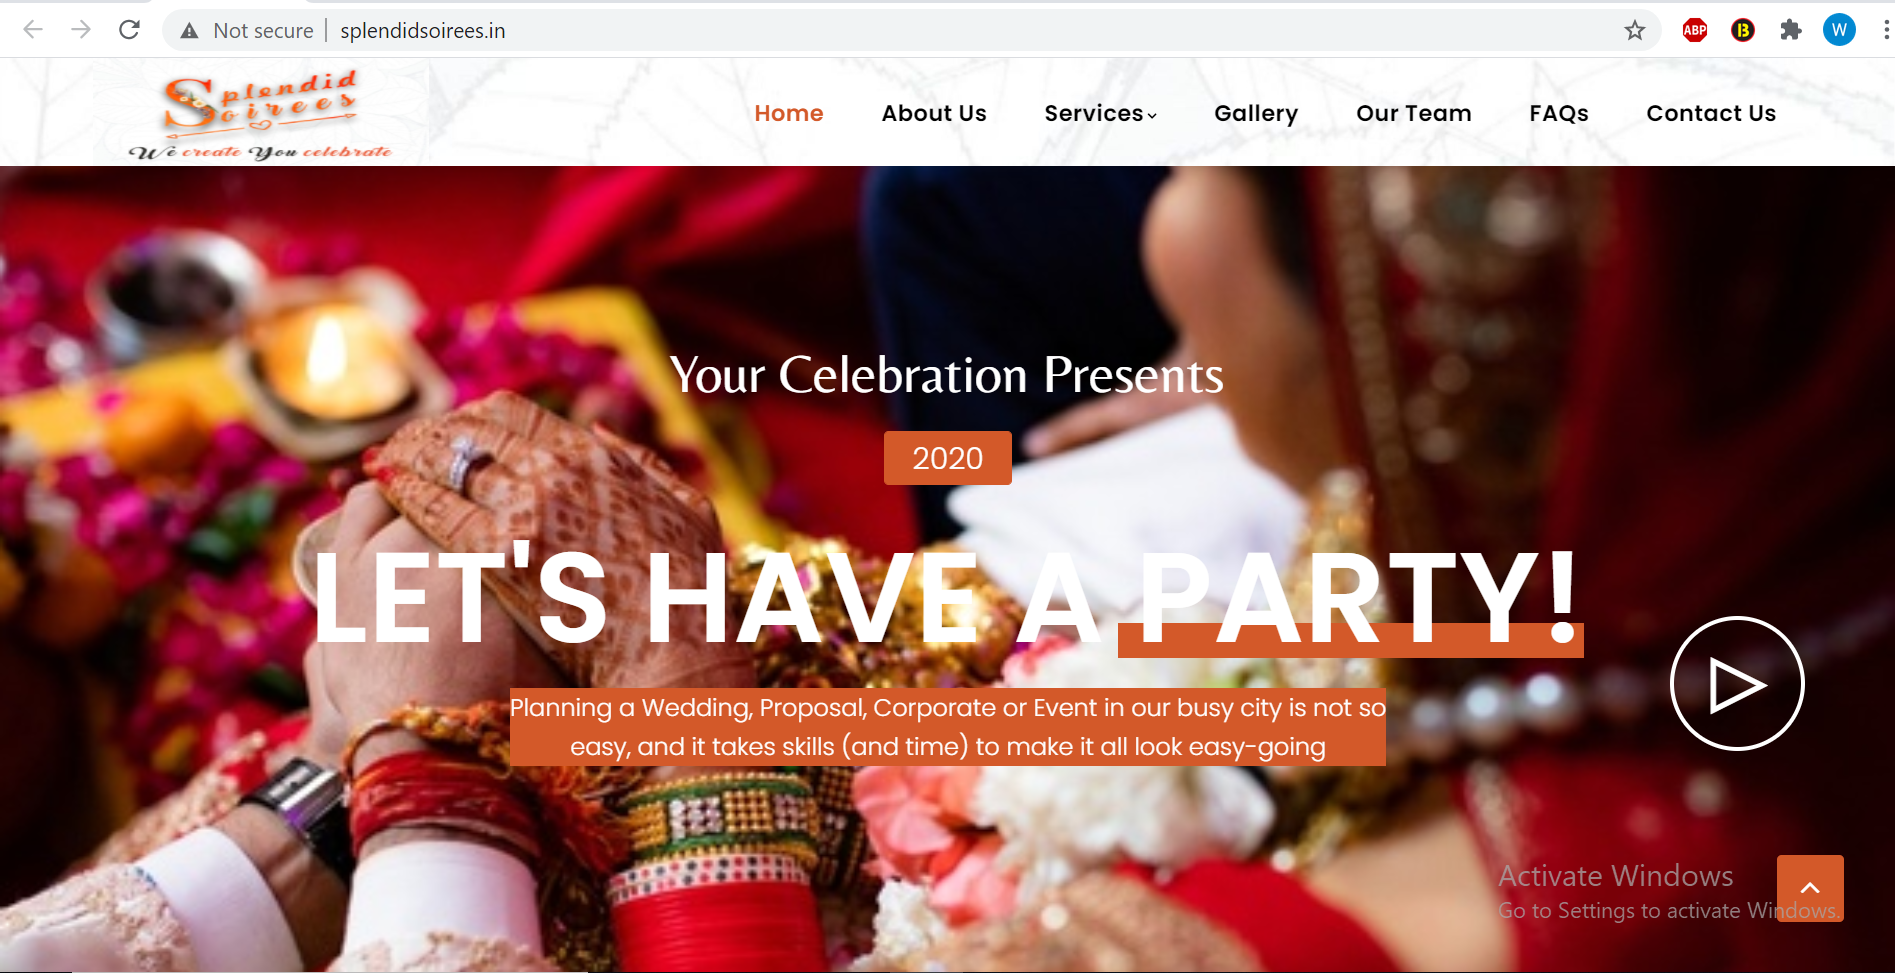 Not secure
splendidsoirees.in
ABP
B
W
Splendid
Soirees
We create You celebrate
Home
About Us
Services
Gallery
Our Team
FAQs
Contact Us
Your Celebration Presents
2020
LET'S HAVE A PARTY!
Planning a Wedding, Proposal, Corporate or Event in our busy city is not so
easy, and it takes skills (and time) to make it all look easy-going
Activate Windows
Go to Settings to activate Windows.